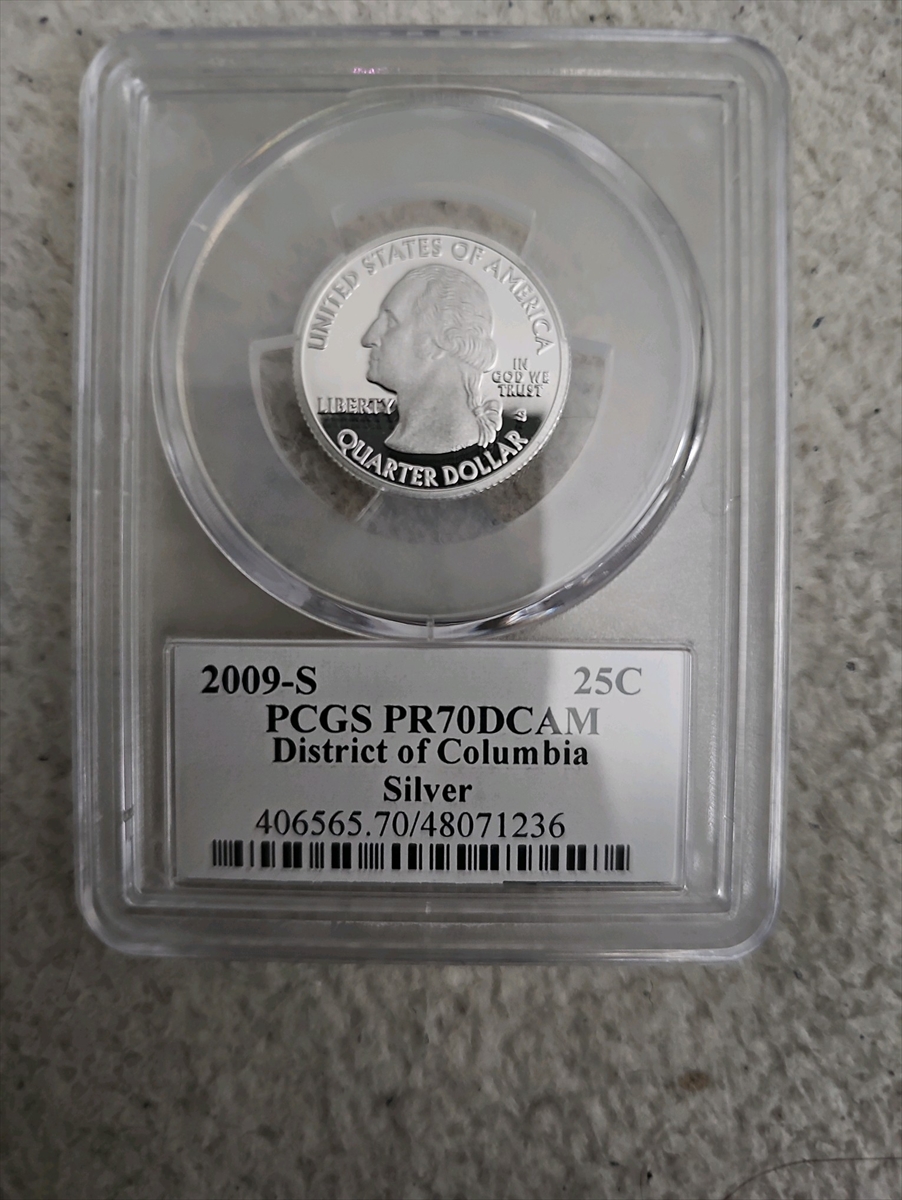 UNITED STATES OF AMERICA
IN
GOD WE
TRUST
LIBERTY
S
QUARTER DOLLAR
2009-S 25C
PCGS PR70DCAM
District of Columbia
Silver
406565.70/48071236